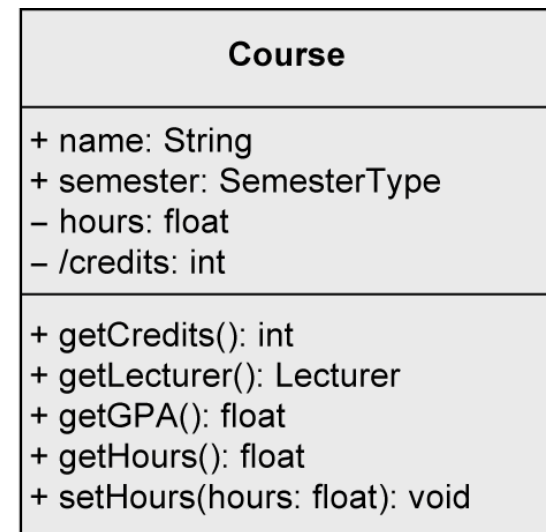 Course
+ name: String
+ semester: SemesterType
– hours: float
– /credits: int
+ getCredits(): int
+ getLecturer(): Lecturer
+ getGPA(): float
+ getHours(): float
+ setHours(hours: float): void